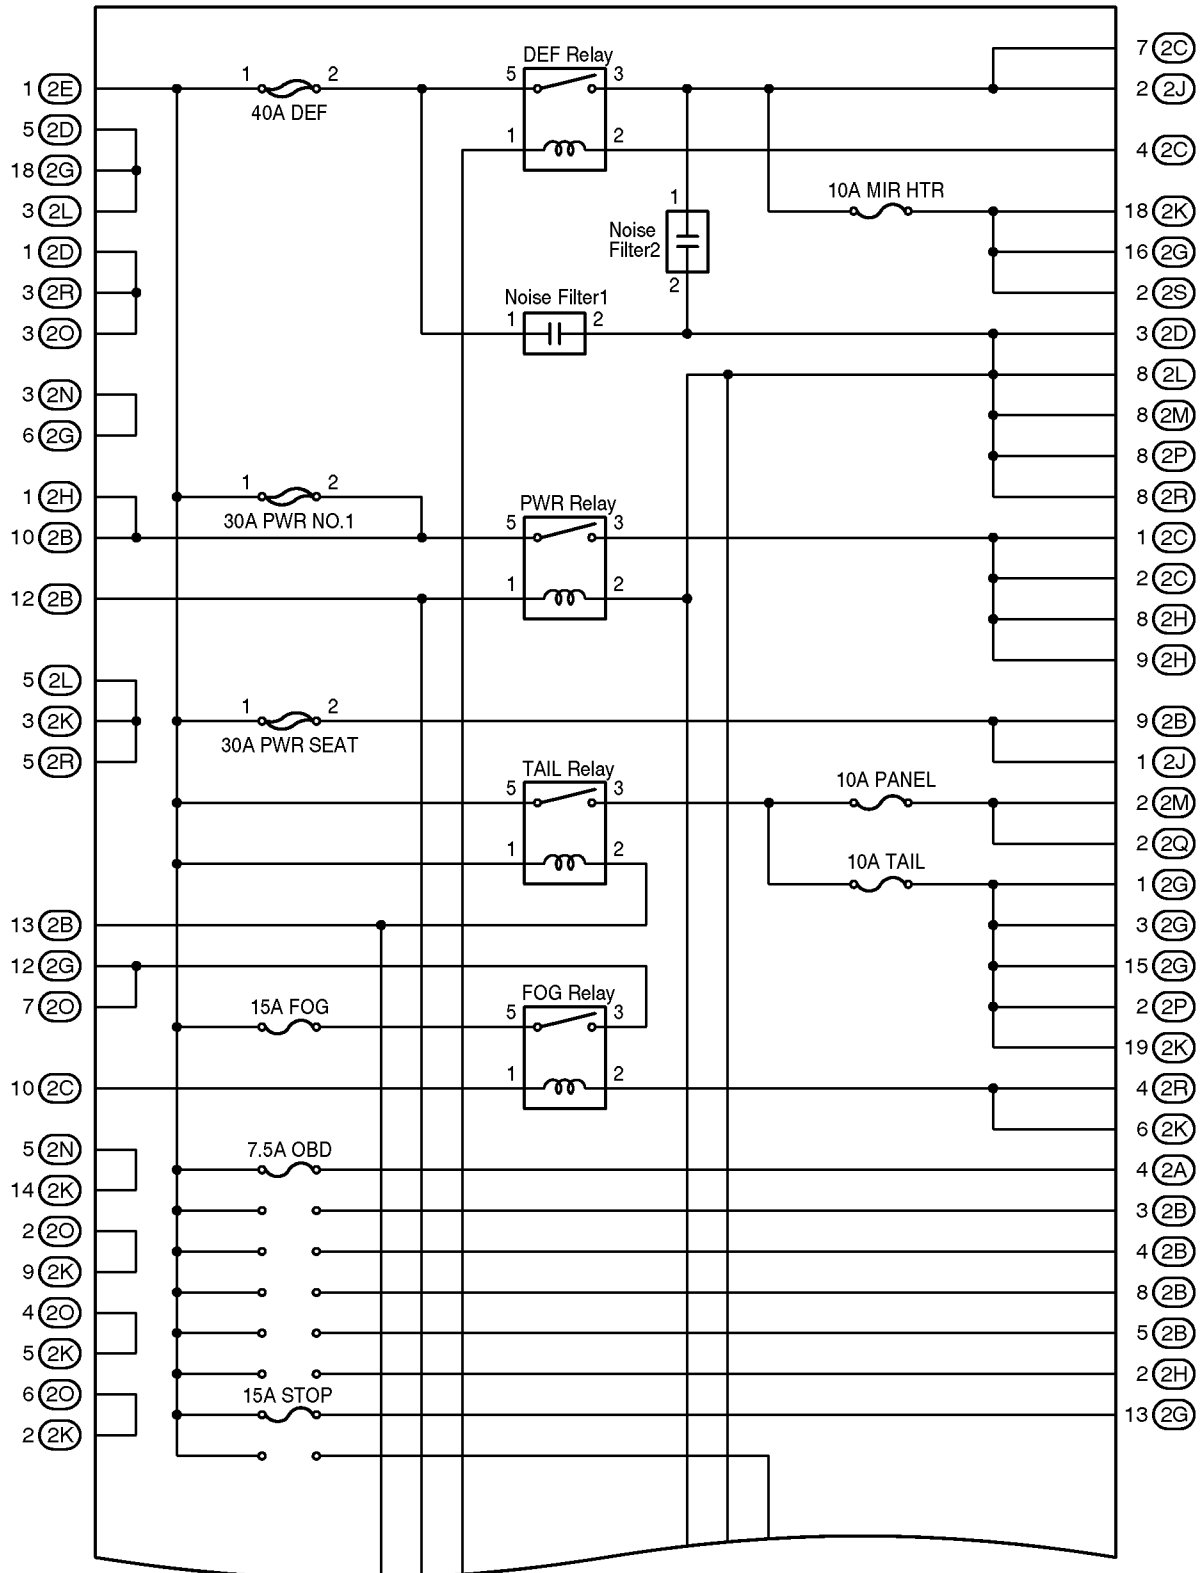 7 2C
DEF Relay
1 2E
1 2
5 3
2 2J
40A DEF
5 2D
1 2
4 2C
18 2G
10A MIR HTR
3 2L
1
18 2K
Noise
Filter2
1 2D
16 2G
2
3 2R
Noise Filter1
2 2S
1 2
3 2O
3 2D
8 2L
3 2N
8 2M
6 2G
8 2P
1 2
1 2H
PWR Relay
8 2R
30A PWR NO.1
5 3
10 2B
1 2C
1 2
2 2C
12 2B
8 2H
9 2H
5 2L
1 2
3 2K
9 2B
30A PWR SEAT
5 2R
TAIL Relay
1 2J
5 3
10A PANEL
2 2M
1 2
2 2Q
10A TAIL
1 2G
13 2B
3 2G
12 2G
15 2G
FOG Relay
7 2O
15A FOG
5 3
2 2P
19 2K
1 2
10 2C
4 2R
6 2K
5 2N
7.5A OBD
4 2A
14 2K
3 2B
2 2O
4 2B
9 2K
8 2B
4 2O
5 2B
5 2K
2 2H
6 2O
15A STOP
13 2G
2 2K